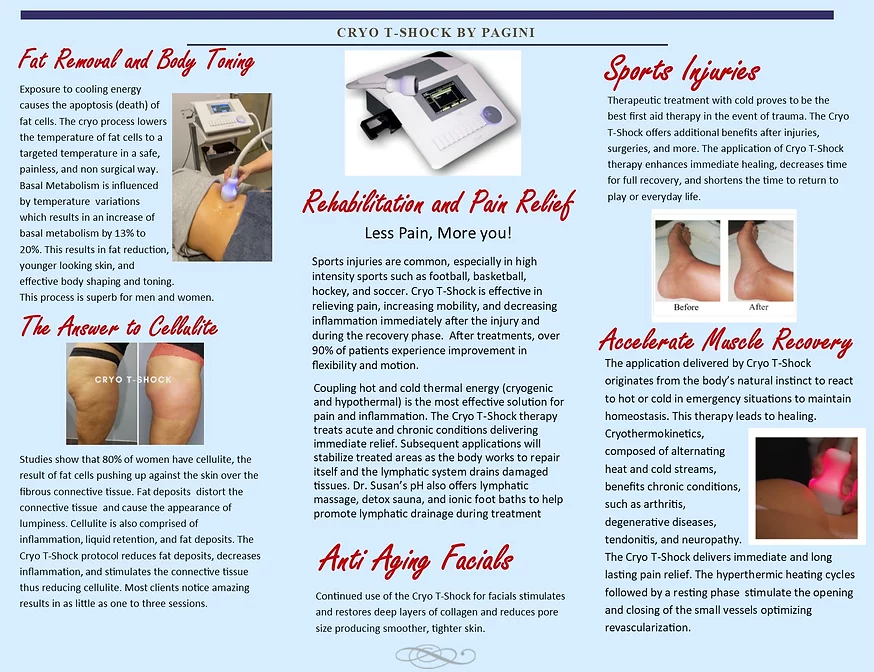 CRYO T-SHOCK BY PAGINI
Fat Removal and Body Toning
Exposure to cooling energy
causes the apoptosis (death) of
fat cells. The cryo process lowers
the temperature of fat cells to a
targeted temperature in a safe,
painless, and non surgical way.
Basal Metabolism is influenced
by temperature variations
which results in an increase of
basal metabolism by 13% to
20%. This results in fat reduction,
younger looking skin, and
effective body shaping and toning.
This process is superb for men and women.
The Answer to Cellulite
CRYO T-SHOCK
Studies show that 80% of women have cellulite, the
result of fat cells pushing up against the skin over the
fibrous connective tissue. Fat deposits distort the
connective tissue and cause the appearance of
lumpiness. Cellulite is also comprised of
inflammation, liquid retention, and fat deposits. The
Cryo T-Shock protocol reduces fat deposits, decreases
inflammation, and stimulates the connective tissue
thus reducing cellulite. Most clients notice amazing
results in as little as one to three sessions.
Rehabilitation and Pain Relief
Less Pain, More you!
Sports injuries are common, especially in high
intensity sports such as football, basketball,
hockey, and soccer. Cryo T-Shock is effective in
relieving pain, increasing mobility, and decreasing
inflammation immediately after the injury and
during the recovery phase. After treatments, over
90% of patients experience improvement in
flexibility and motion.
Coupling hot and cold thermal energy (cryogenic
and hypothermal) is the most effective solution for
pain and inflammation. The Cryo T-Shock therapy
treats acute and chronic conditions delivering
immediate relief. Subsequent applications will
stabilize treated areas as the body works to repair
itself and the lymphatic system drains damaged
tissues. Dr. Susan's pH also offers lymphatic
massage, detox sauna, and ionic foot baths to help
promote lymphatic drainage during treatment
Anti Aging Facials
Continued use of the Cryo T-Shock for facials stimulates
and restores deep layers of collagen and reduces pore
size producing smoother, tighter skin.
Sports Injuries
Therapeutic treatment with cold proves to be the
best first aid therapy in the event of trauma. The Cryo
T-Shock offers additional benefits after injuries,
surgeries, and more. The application of Cryo T-Shock
therapy enhances immediate healing, decreases time
for full recovery, and shortens the time to return to
play or everyday life.
Before After
Accelerate Muscle Recovery
The application delivered by Cryo T-Shock
originates from the body's natural instinct to react
to hot or cold in emergency situations to maintain
homeostasis. This therapy leads to healing.
Cryothermokinetics,
composed of alternating
heat and cold streams,
benefits chronic conditions,
such as arthritis,
degenerative diseases,
tendonitis, and neuropathy.
The Cryo T-Shock delivers immediate and long
lasting pain relief. The hyperthermic heating cycles
followed by a resting phase stimulate the opening
and closing of the small vessels optimizing
revascularization.